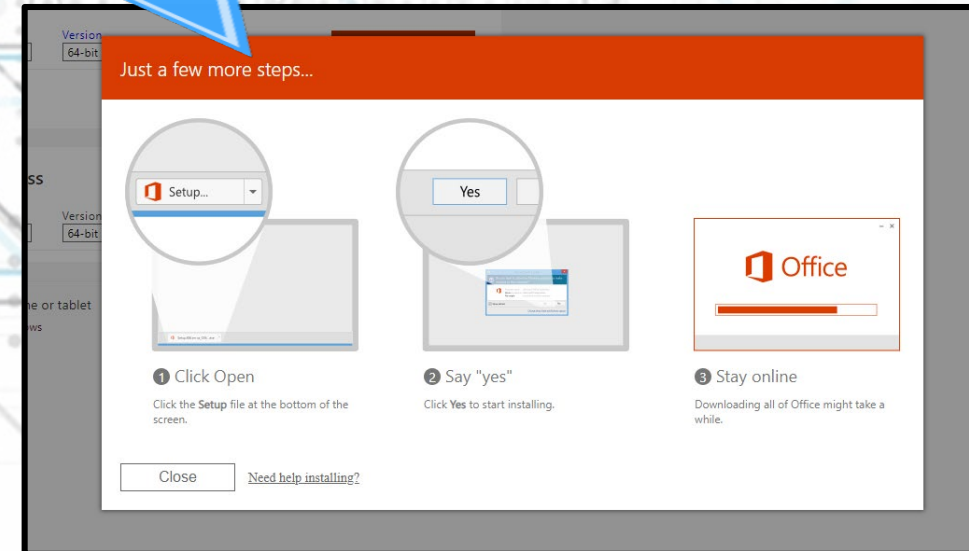 Version
64-bit
Just a few more steps...
Setup...
Yes
ss
Version
64-bit
Office
ne or tablet
ows
1 Click Open
2 Say "yes"
3 Stay online
Click the Setup file at the bottom of the
screen.
Click Yes to start installing.
Downloading all of Office might take a
while.
Close
Need help installing?